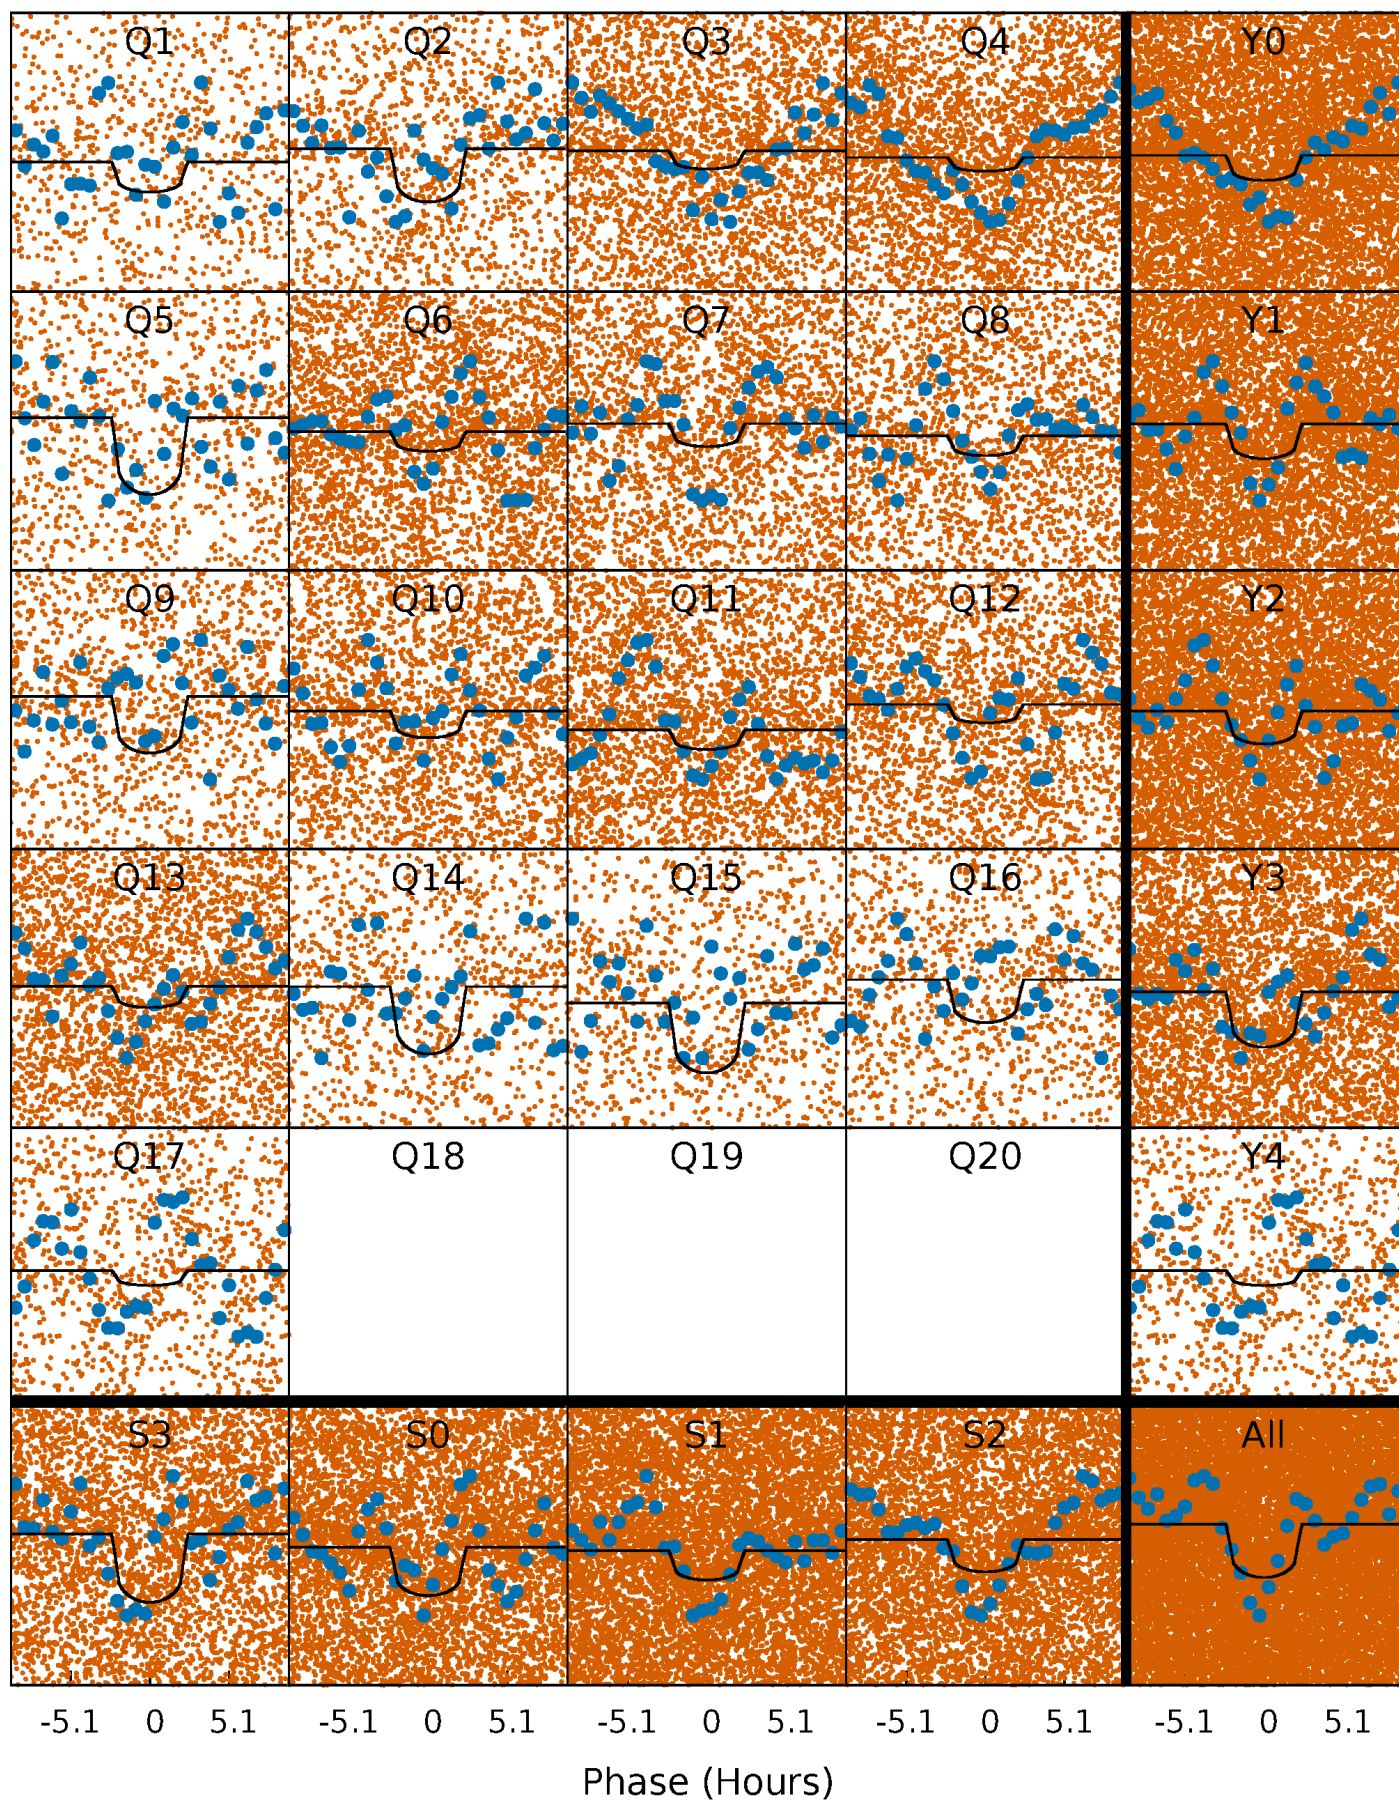 Q1 Q2 Q3 Q4 Y0
Q5 Q6 Q7 Q8 Y1
Q9 Q10 Q11 Q12 Y2
Q13 Q14 Q15 Q16 Y3
Q17 Q18 Q19 Q20 Y4
S3 S0 S1 S2 All
-5.1 0 5.1 -5.1 0 5.1 -5.1 0 5.1 -5.1 0 5.1 -5.1 0 5.1
Phase (Hours)